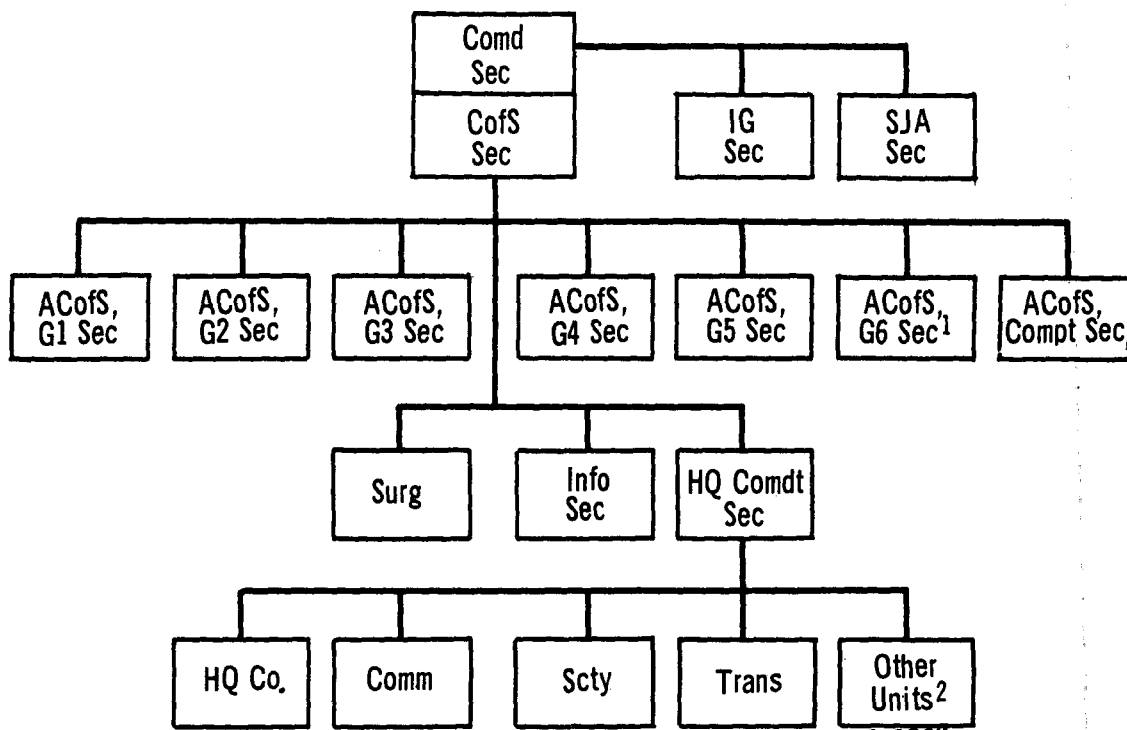 Comd
Sec
CofS
Sec
IG
Sec
SJA
Sec
ACofS,
G1 Sec
ACofS,
G2 Sec
ACofS,
G3 Sec
ACofS,
G4 Sec
ACofS,
G5 Sec
ACofS,
G6 Sec¹
ACofS,
Compt Sec
Surg
Info
Sec
HQ Comdt
Sec
HQ Co.
Comm
Scty
Trans
Other
Units²